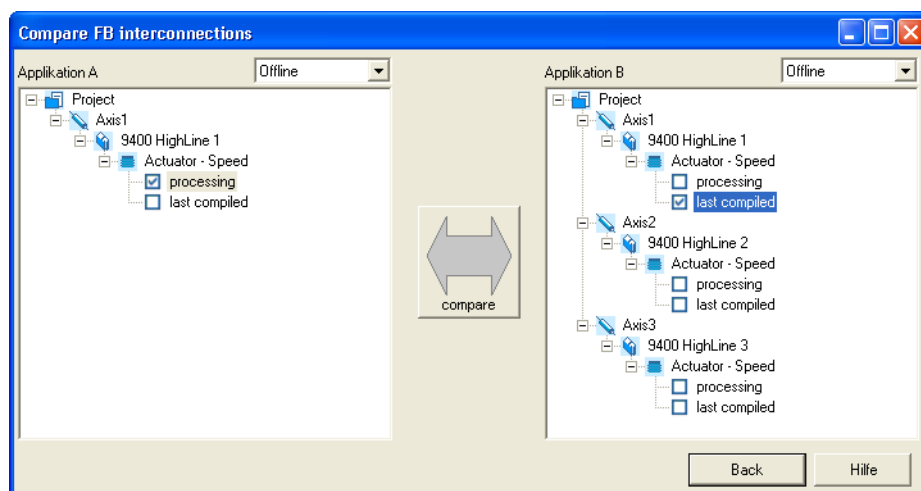 Compare FB interconnections
Applikation A
Offline
Project
Axis1
9400 HighLine 1
Actuator - Speed
processing
last compiled
compare
Applikation B
Offline
Project
Axis1
9400 HighLine 1
Actuator - Speed
processing
last compiled
Axis2
9400 HighLine 2
Actuator - Speed
processing
last compiled
Axis3
9400 HighLine 3
Actuator - Speed
processing
last compiled
Back
Hilfe